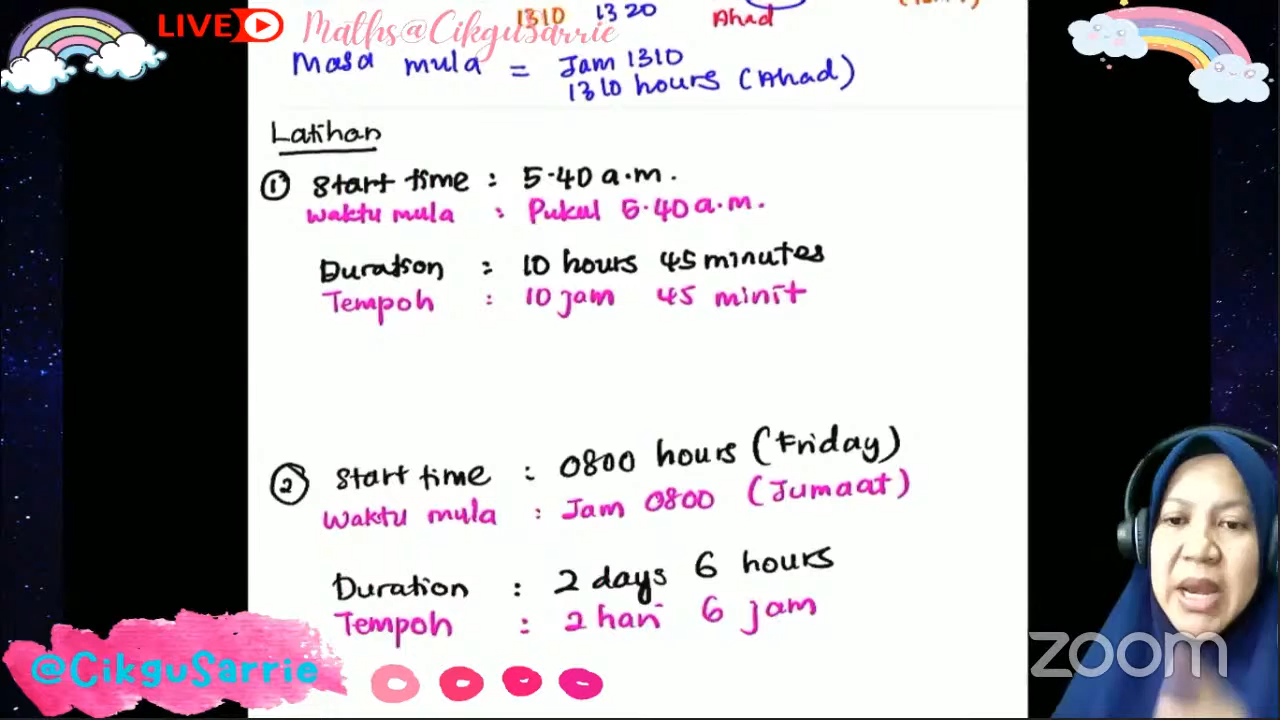 LIVE Maths@CikguSarrie
1310 1320 Ahad
Masa mula = Jam 1310
1310 hours (Ahad)
Latihan
① Start time : 5.40 a.m.
Waktu mula : Pukul 5.40 a.m.
Duration : 10 hours 45 minutes
Tempoh : 10 jam 45 minit
② Start time : 0800 hours (Friday)
Waktu mula : Jam 0800 (Jumaat)
Duration : 2 days 6 hours
Tempoh : 2 hari 6 jam
@CikguSarrie
zoom